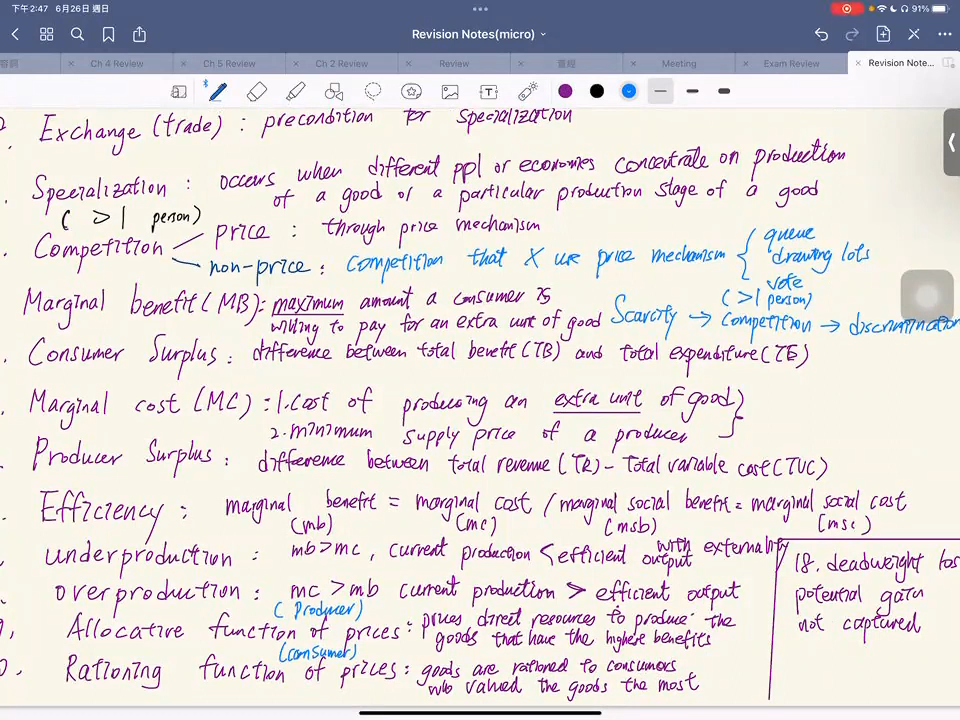 下午2:47 6月26日 週日
91%
Revision Notes(micro)
Ch 4 Review
Ch 5 Review
Ch 2 Review
Review
Meeting
Exam Review
Revision Note...
Exchange (trade) : precondition for specialization
Specialization : occurs when different ppl or economies concentrate on production
of a good or a particular production stage of a good
( > 1 person)
Competition
price : through price mechanism
non-price : competition that X use price mechanism
queue
drawing lots
vote
Marginal benefit (MB) : maximum amount a consumer is
willing to pay for an extra unit of good
( >1 person)
Scarcity → competition → discrimination
Consumer Surplus : difference between total benefit (TB) and total expenditure (TE)
Marginal cost (MC) : 1. cost of producing an extra unit of good
2. minimum supply price of a producer
Producer Surplus : difference between total revenue (TR) - Total variable cost (TVC)
Efficiency : marginal benefit = marginal cost / marginal social benefit = marginal social cost
(mb) (mc) (msb) (msc)
with externality
underproduction : mb>mc, current production < efficient output
overproduction : mc > mb current production > efficient output
(Producer)
Allocative function of prices : prices direct resources to produce the
goods that have the highest benefits
(consumer)
Rationing function of prices : goods are rationed to consumers
who valued the goods the most
18. deadweight los
potential gain
not captured